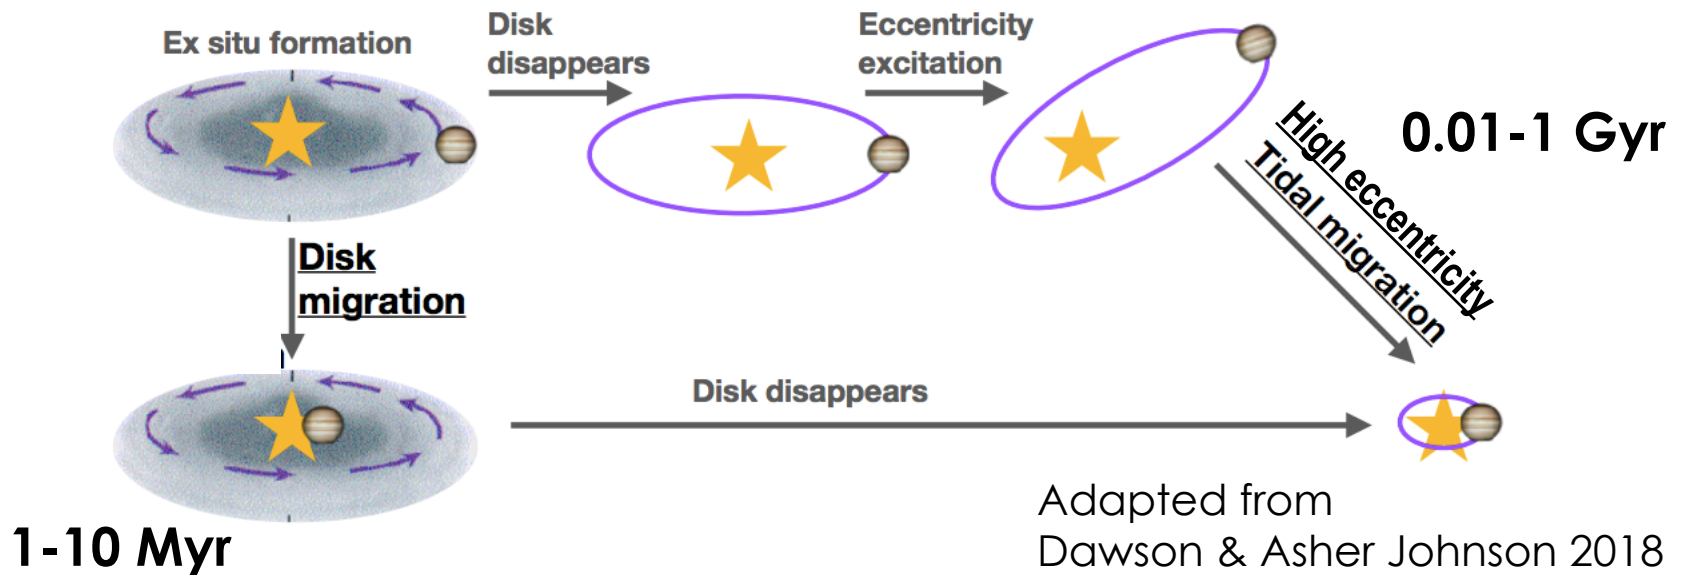 Ex situ formation
Disk
disappears
Eccentricity
excitation
High eccentricity
Tidal migration
0.01-1 Gyr
Disk
migration
Disk disappears
1-10 Myr
Adapted from
Dawson & Asher Johnson 2018